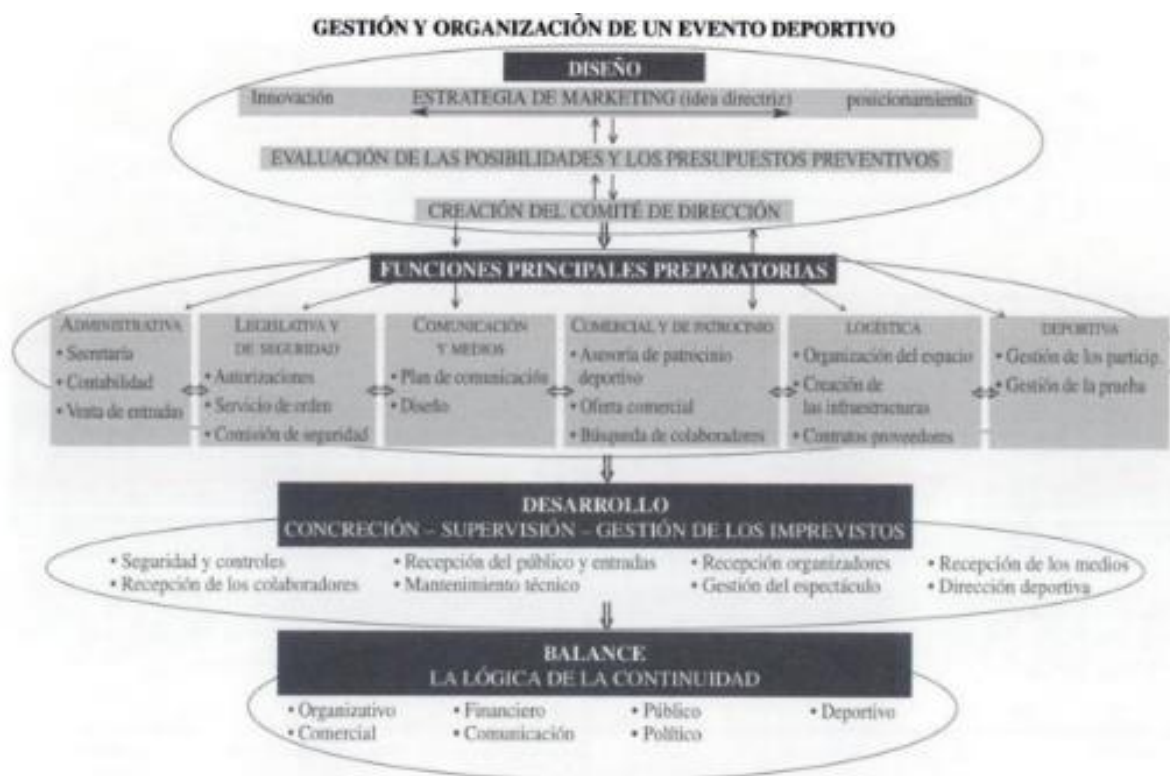 GESTIÓN Y ORGANIZACIÓN DE UN EVENTO DEPORTIVO
DISEÑO
Innovación ESTRATEGIA DE MARKETING (idea directriz) posicionamiento
EVALUACIÓN DE LAS POSIBILIDADES Y LOS PRESUPUESTOS PREVENTIVOS
CREACIÓN DEL COMITÉ DE DIRECCIÓN
FUNCIONES PRINCIPALES PREPARATORIAS
ADMINISTRATIVA
• Secretaría
• Contabilidad
• Venta de entradas
LEGISLATIVA Y
DE SEGURIDAD
• Autorizaciones
• Servicio de orden
• Comisión de seguridad
COMUNICACIÓN
Y MEDIOS
• Plan de comunicación
• Diseño
COMERCIAL Y DE PATROCINIO
• Asesoría de patrocinio
deportivo
• Oferta comercial
• Búsqueda de colaboradores
LOGÍSTICA
• Organización del espacio
• Creación de
las infraestructuras
• Contratos proveedores
DEPORTIVA
• Gestión de los particip.
• Gestión de la prueba
DESARROLLO
CONCRECIÓN – SUPERVISIÓN – GESTIÓN DE LOS IMPREVISTOS
• Seguridad y controles • Recepción del público y entradas • Recepción organizadores • Recepción de los medios
• Recepción de los colaboradores • Mantenimiento técnico • Gestión del espectáculo • Dirección deportiva
BALANCE
LA LÓGICA DE LA CONTINUIDAD
• Organizativo • Financiero • Público • Deportivo
• Comercial • Comunicación • Político